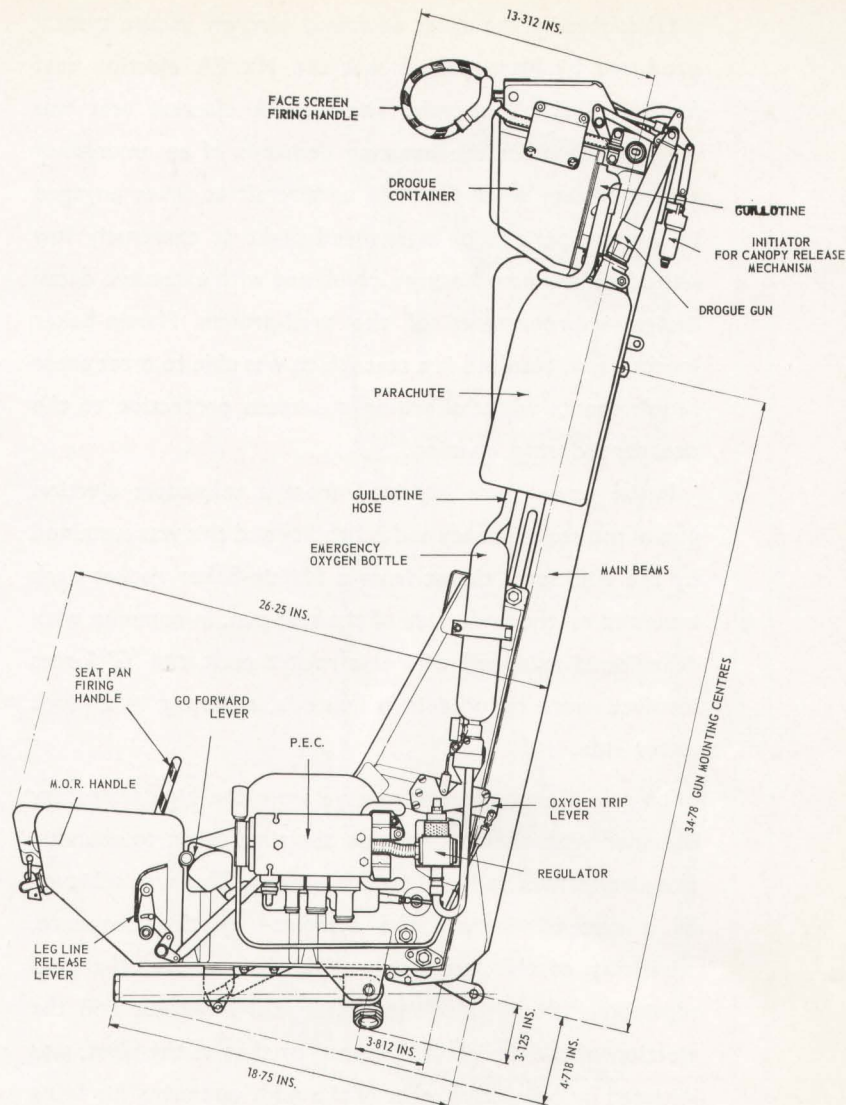 13·312 INS.
FACE SCREEN
FIRING HANDLE
DROGUE
CONTAINER
GUILLOTINE
INITIATOR
FOR CANOPY RELEASE
MECHANISM
DROGUE GUN
PARACHUTE
GUILLOTINE
HOSE
EMERGENCY
OXYGEN BOTTLE
MAIN BEAMS
26·25 INS.
SEAT PAN
FIRING
HANDLE
GO FORWARD
LEVER
P.E.C.
M.O.R. HANDLE
OXYGEN TRIP
LEVER
34·78 GUN MOUNTING CENTRES
REGULATOR
LEG LINE
RELEASE
LEVER
3·812 INS.
3·125 INS.
4·718 INS.
18·75 INS.